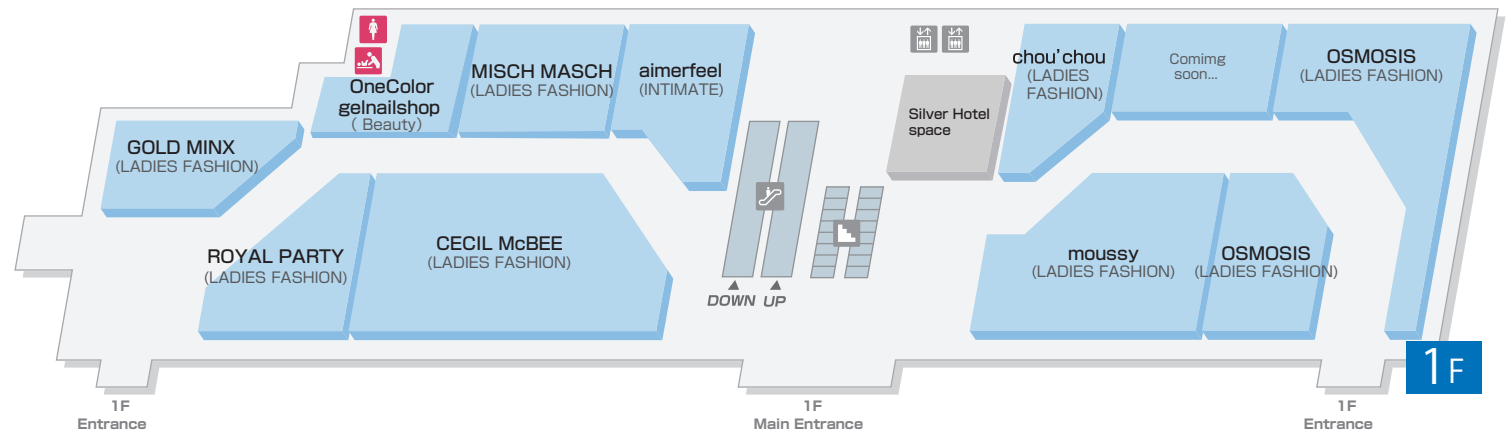 OneColor
gelnailshop
( Beauty)
MISCH MASCH
(LADIES FASHION)
aimerfeel
(INTIMATE)
chou'chou
(LADIES
FASHION)
Comimg
soon...
OSMOSIS
(LADIES FASHION)
Silver Hotel
space
GOLD MINX
(LADIES FASHION)
ROYAL PARTY
(LADIES FASHION)
CECIL McBEE
(LADIES FASHION)
moussy
(LADIES FASHION)
OSMOSIS
(LADIES FASHION)
DOWN UP
1F
1F
Entrance
1F
Main Entrance
1F
Entrance